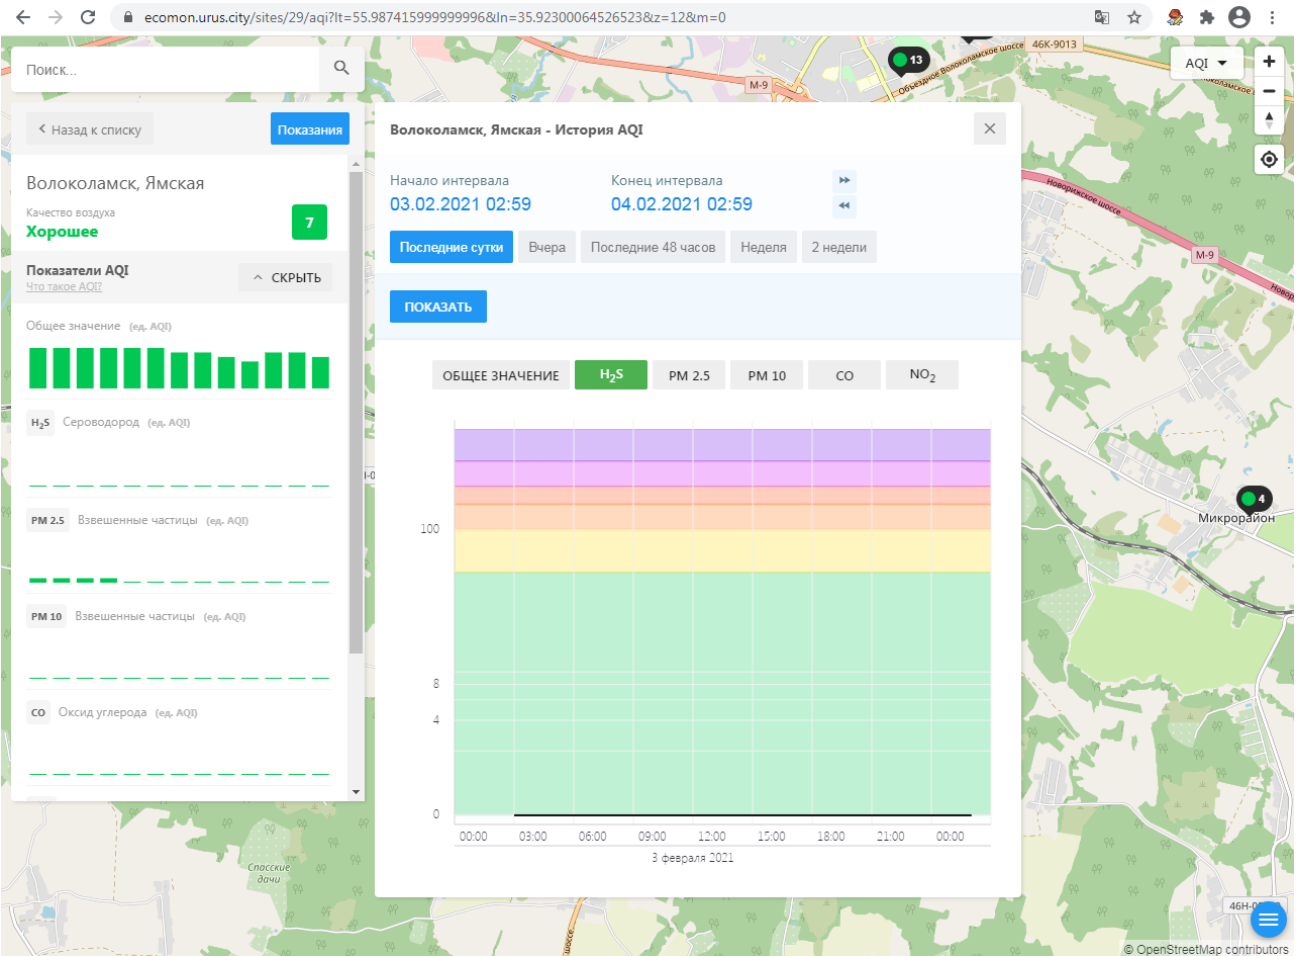 ecomon.urus.city/sites/29/aqi?lt=55.98741599999999996&ln=35.92300064526523&z=12&m=0
Поиск...
46К-9013
13
Объездное Волоколамское шоссе
М-9
AQI
+
−
Назад к списку
Показания
Волоколамск, Ямская - История AQI
Волоколамск, Ямская
Качество воздуха
Хорошее
7
Начало интервала
Конец интервала
03.02.2021 02:59
04.02.2021 02:59
Новорижское шоссе
Последние сутки
Вчера
Последние 48 часов
Неделя
2 недели
М-9
Показатели AQI
Что такое AQI?
СКРЫТЬ
ПОКАЗАТЬ
Общее значение (ед. AQI)
ОБЩЕЕ ЗНАЧЕНИЕ
H₂S
PM 2.5
PM 10
CO
NO₂
H₂S Сероводород (ед. AQI)
PM 2.5 Взвешенные частицы (ед. AQI)
PM 10 Взвешенные частицы (ед. AQI)
CO Оксид углерода (ед. AQI)
100
8
4
0
00:00
03:00
06:00
09:00
12:00
15:00
18:00
21:00
00:00
3 февраля 2021
4
Микрорайон
Спасские
дачи
шоссе
© OpenStreetMap contributors